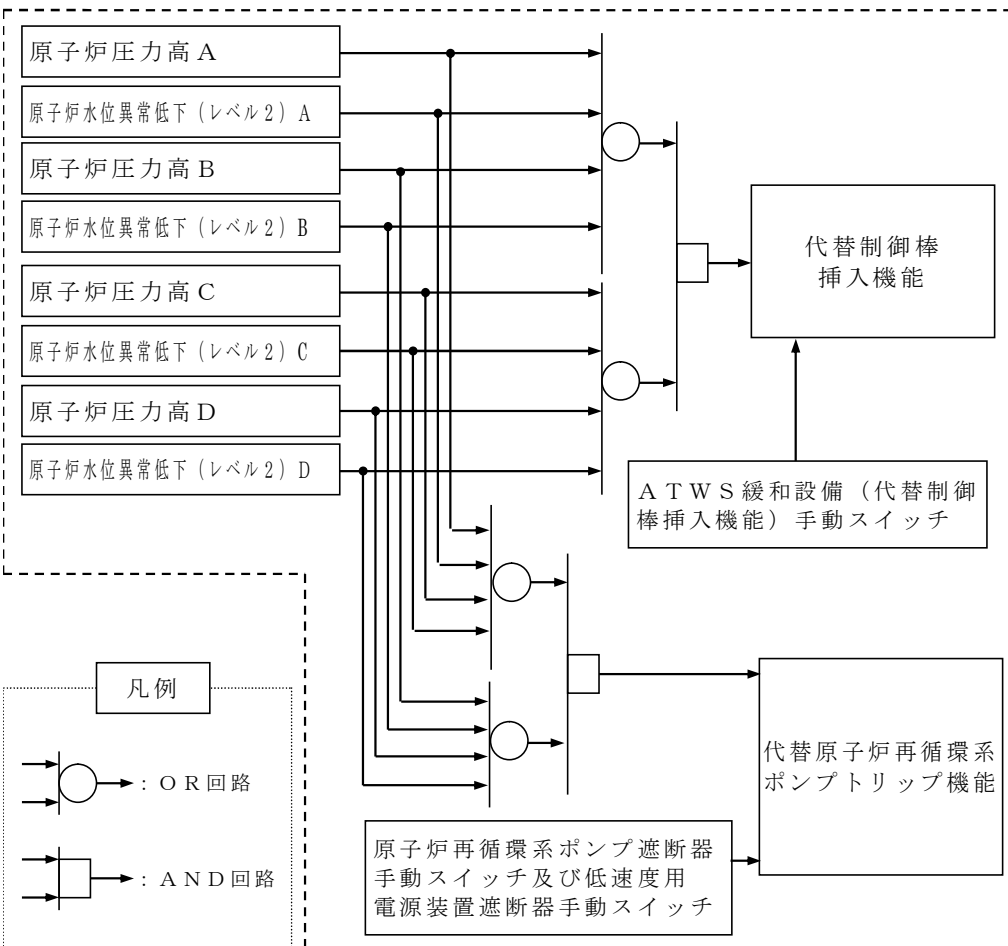 原子炉圧力高A
原子炉水位異常低下（レベル2）A
原子炉圧力高B
原子炉水位異常低下（レベル2）B
原子炉圧力高C
原子炉水位異常低下（レベル2）C
原子炉圧力高D
原子炉水位異常低下（レベル2）D
代替制御棒
挿入機能
ATWS緩和設備（代替制御
棒挿入機能）手動スイッチ
代替原子炉再循環系
ポンプトリップ機能
原子炉再循環系ポンプ遮断器
手動スイッチ及び低速度用
電源装置遮断器手動スイッチ
凡例
：OR回路
：AND回路